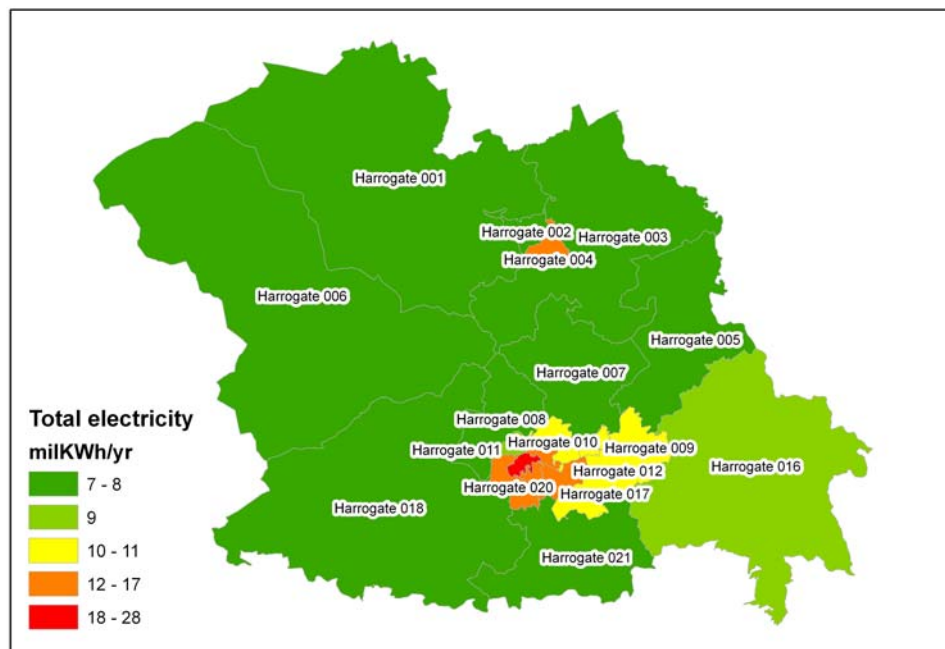 Harrogate 001
Harrogate 002
Harrogate 003
Harrogate 004
Harrogate 006
Harrogate 005
Harrogate 007
Total electricity
milKWh/yr
7 - 8
9
10 - 11
12 - 17
18 - 28
Harrogate 008
Harrogate 010
Harrogate 009
Harrogate 011
Harrogate 012
Harrogate 016
Harrogate 020
Harrogate 017
Harrogate 018
Harrogate 021